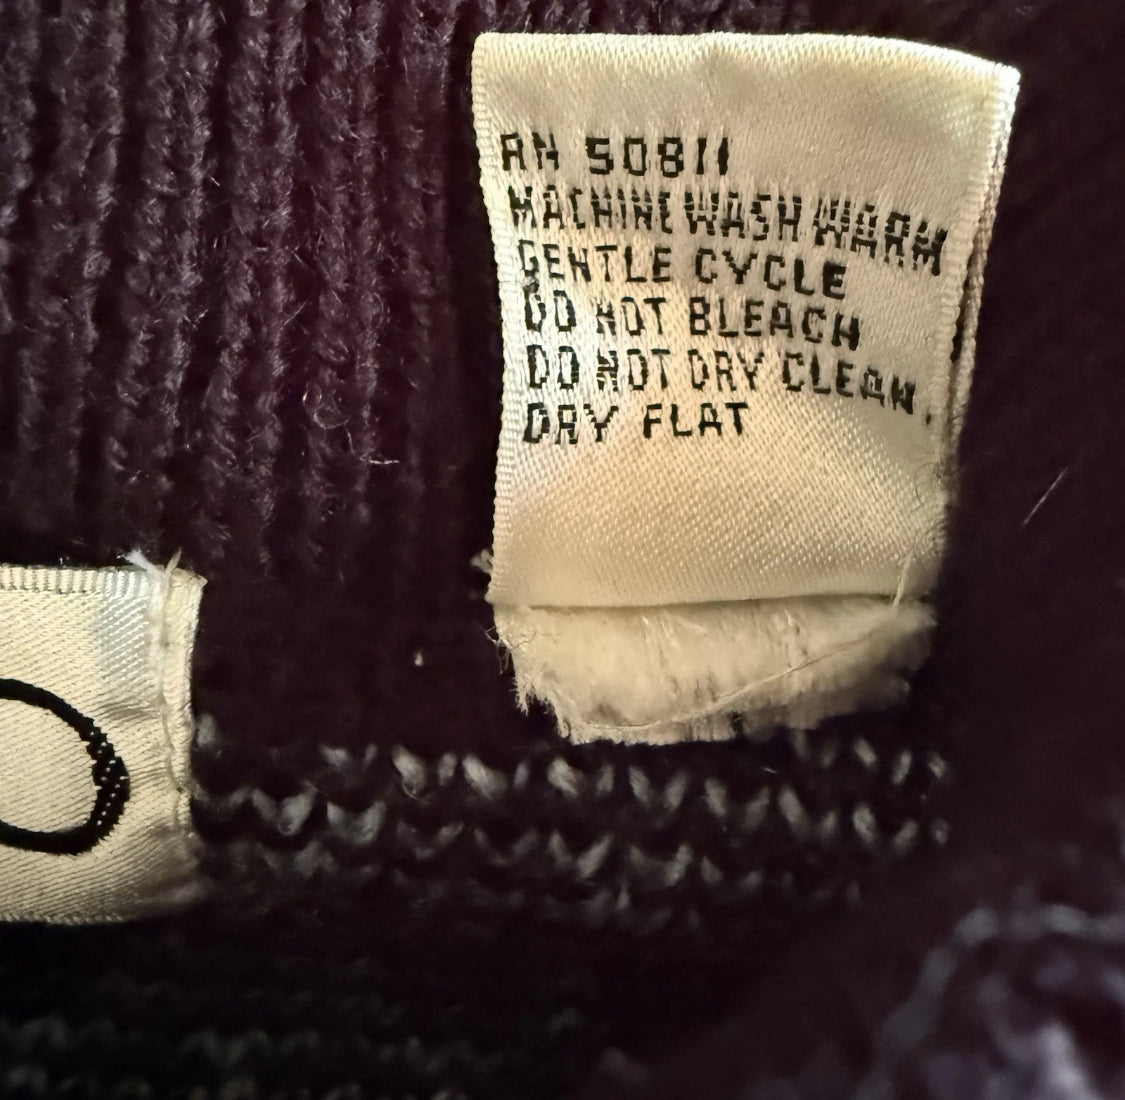 RN 50811
MACHINE WASH WARM
GENTLE CYCLE
DO NOT BLEACH
DO NOT DRY CLEAN.
DRY FLAT